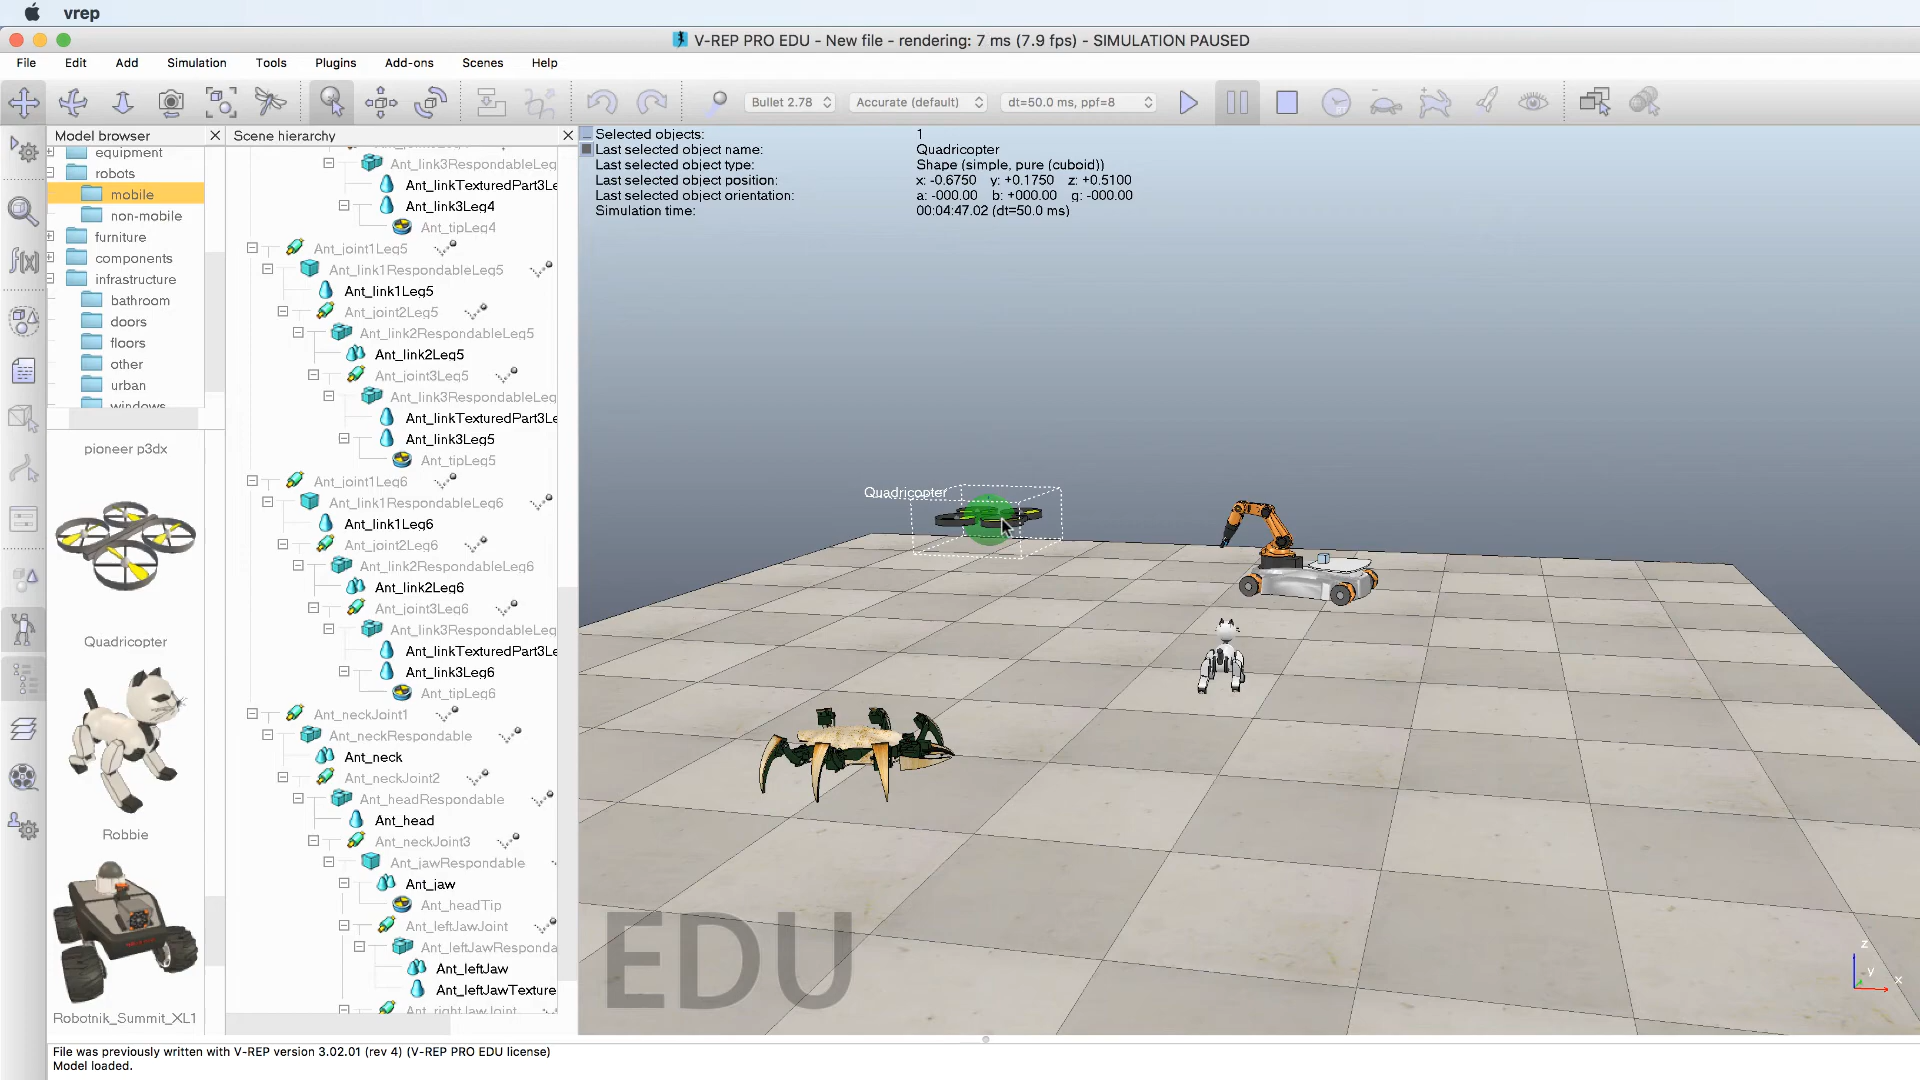 vrep
V-REP PRO EDU - New file - rendering: 7 ms (7.9 fps) - SIMULATION PAUSED
File Edit Add Simulation Tools Plugins Add-ons Scenes Help
Bullet 2.78 Accurate (default) dt=50.0 ms, ppf=8
f(x)
Model browser
equipment
robots
mobile
non-mobile
furniture
components
infrastructure
bathroom
doors
floors
other
urban
windows
pioneer p3dx
Quadricopter
Robbie
Robotnik_Summit_XL1
Scene hierarchy
Ant_link3RespondableLeg
Ant_linkTexturedPart3Le
Ant_link3Leg4
Ant_tipLeg4
Ant_joint1Leg5
Ant_link1RespondableLeg5
Ant_link1Leg5
Ant_joint2Leg5
Ant_link2RespondableLeg5
Ant_link2Leg5
Ant_joint3Leg5
Ant_link3RespondableLeg
Ant_linkTexturedPart3Le
Ant_link3Leg5
Ant_tipLeg5
Ant_joint1Leg6
Ant_link1RespondableLeg6
Ant_link1Leg6
Ant_joint2Leg6
Ant_link2RespondableLeg6
Ant_link2Leg6
Ant_joint3Leg6
Ant_link3RespondableLeg
Ant_linkTexturedPart3Le
Ant_link3Leg6
Ant_tipLeg6
Ant_neckJoint1
Ant_neckRespondable
Ant_neck
Ant_neckJoint2
Ant_headRespondable
Ant_head
Ant_neckJoint3
Ant_jawRespondable
Ant_jaw
Ant_headTip
Ant_leftJawJoint
Ant_leftJawResponda
Ant_leftJaw
Ant_leftJawTexture
Ant_rightJawJoint
Selected objects: 1
Last selected object name: Quadricopter
Last selected object type: Shape (simple, pure (cuboid))
Last selected object position: x: -0.6750 y: +0.1750 z: +0.5100
Last selected object orientation: a: -000.00 b: +000.00 g: -000.00
Simulation time: 00:04:47.02 (dt=50.0 ms)
Quadricopter
EDU
z
y
x
File was previously written with V-REP version 3.02.01 (rev 4) (V-REP PRO EDU license)
Model loaded.